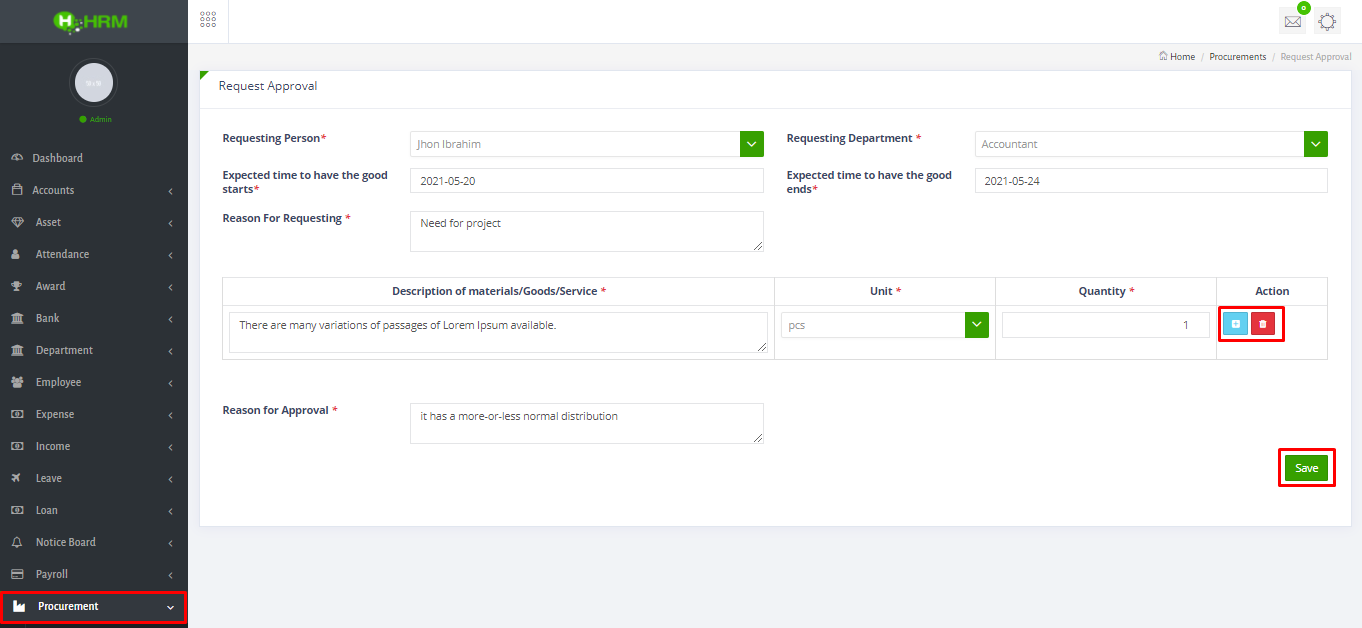 HRM
Admin
Dashboard
Accounts
Asset
Attendance
Award
Bank
Department
Employee
Expense
Income
Leave
Loan
Notice Board
Payroll
Procurement
0
Home / Procurements / Request Approval
Request Approval
Requesting Person*
Jhon Ibrahim
Requesting Department *
Accountant
Expected time to have the good
starts*
2021-05-20
Expected time to have the good
ends*
2021-05-24
Reason For Requesting *
Need for project
Description of materials/Goods/Service *
Unit *
Quantity *
Action
There are many variations of passages of Lorem Ipsum available.
pcs
1
Reason for Approval *
it has a more-or-less normal distribution
Save